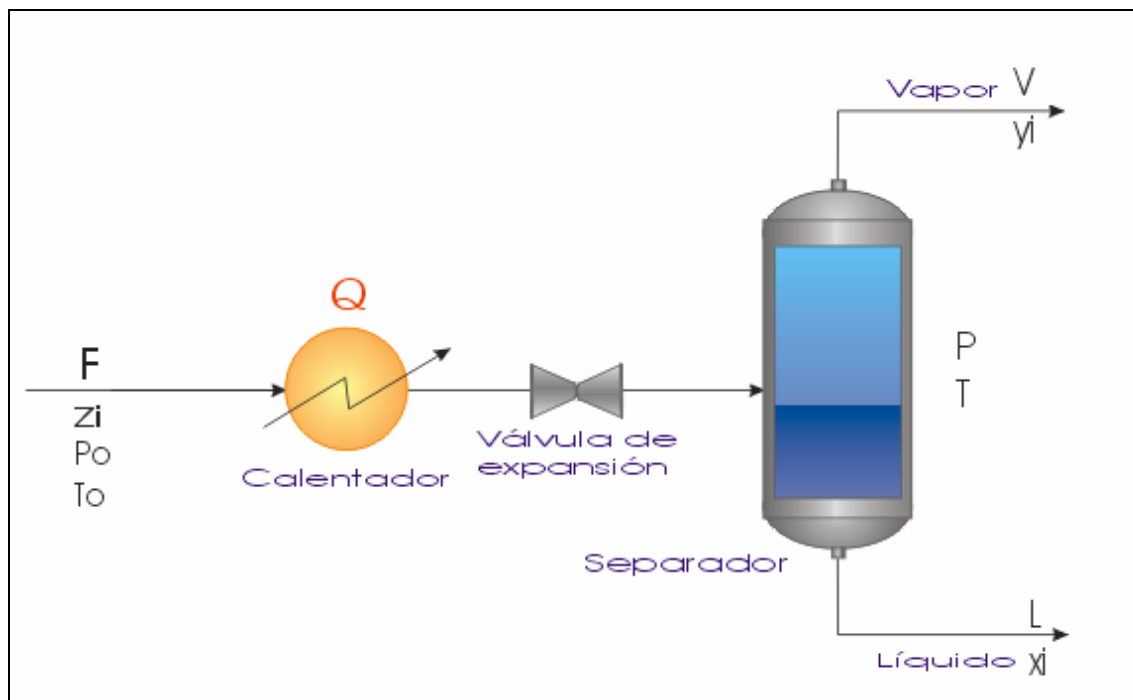 Vapor V
yi
Q
F
zi
Po
To
Calentador
Válvula de
expansión
P
T
Separador
L
Líquido xi